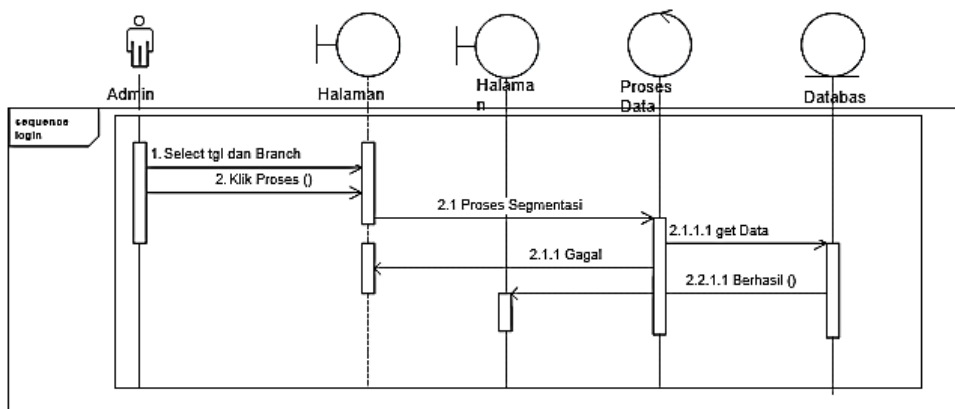 Admin
Halaman
Halama
n
Proses
Data
Databas
sequence
login
1. Select tgl dan Branch
2. Klik Proses ()
2.1 Proses Segmentasi
2.1.1.1 get Data
2.1.1 Gagal
2.2.1.1 Berhasil ()